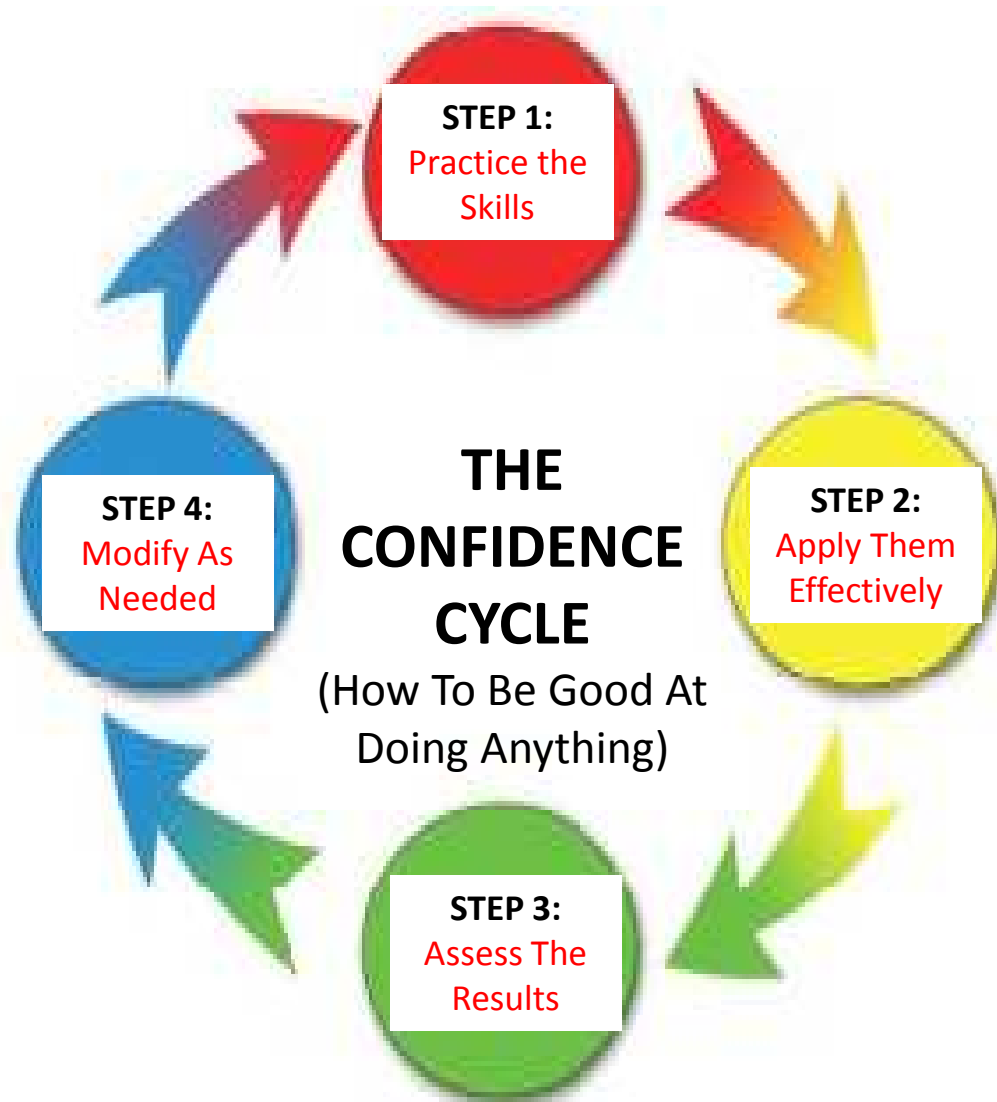 STEP 1:
Practice the
Skills
STEP 2:
Apply Them
Effectively
STEP 3:
Assess The
Results
STEP 4:
Modify As
Needed
THE
CONFIDENCE
CYCLE
(How To Be Good At
Doing Anything)